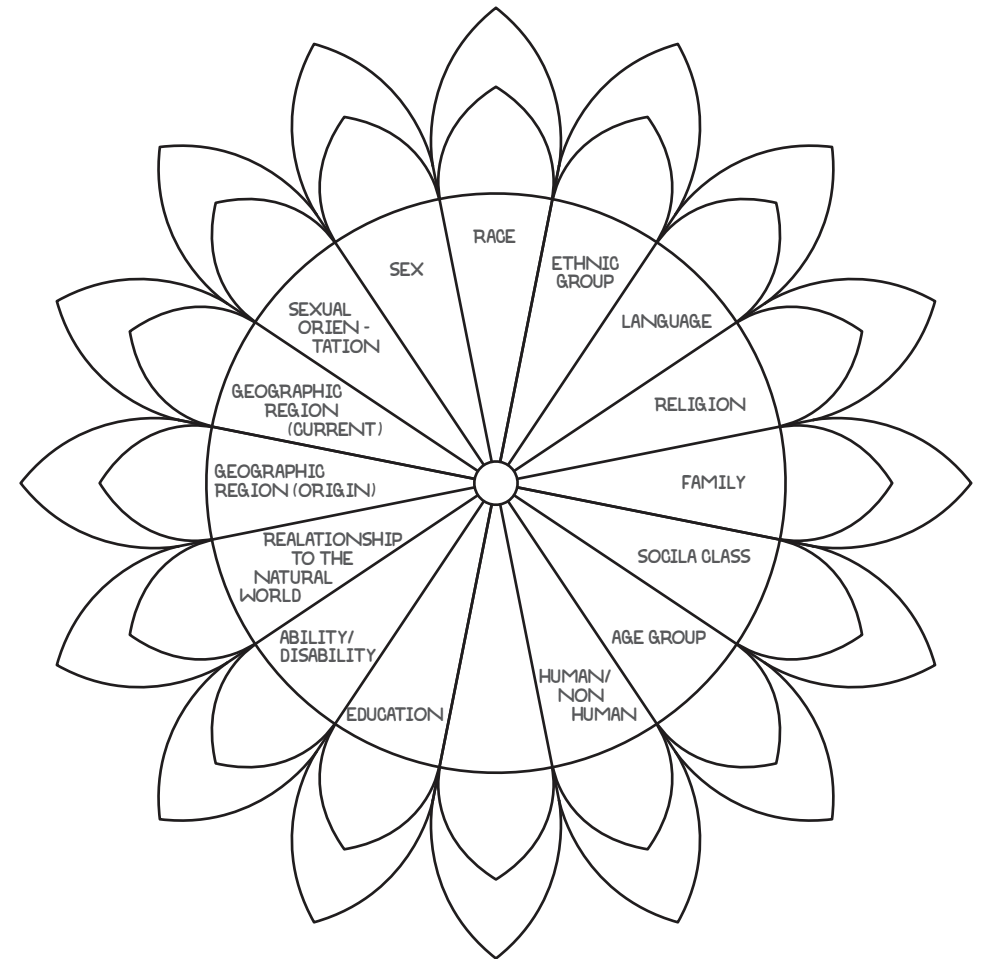 RACE
ETHNIC
GROUP
LANGUAGE
RELIGION
FAMILY
SOCILA CLASS
AGE GROUP
HUMAN/
NON
HUMAN
EDUCATION
ABILITY/
DISABILITY
REALATIONSHIP
TO THE
NATURAL
WORLD
GEOGRAPHIC
REGION (ORIGIN)
GEOGRAPHIC
REGION
(CURRENT)
SEXUAL
ORIEN -
TATION
SEX